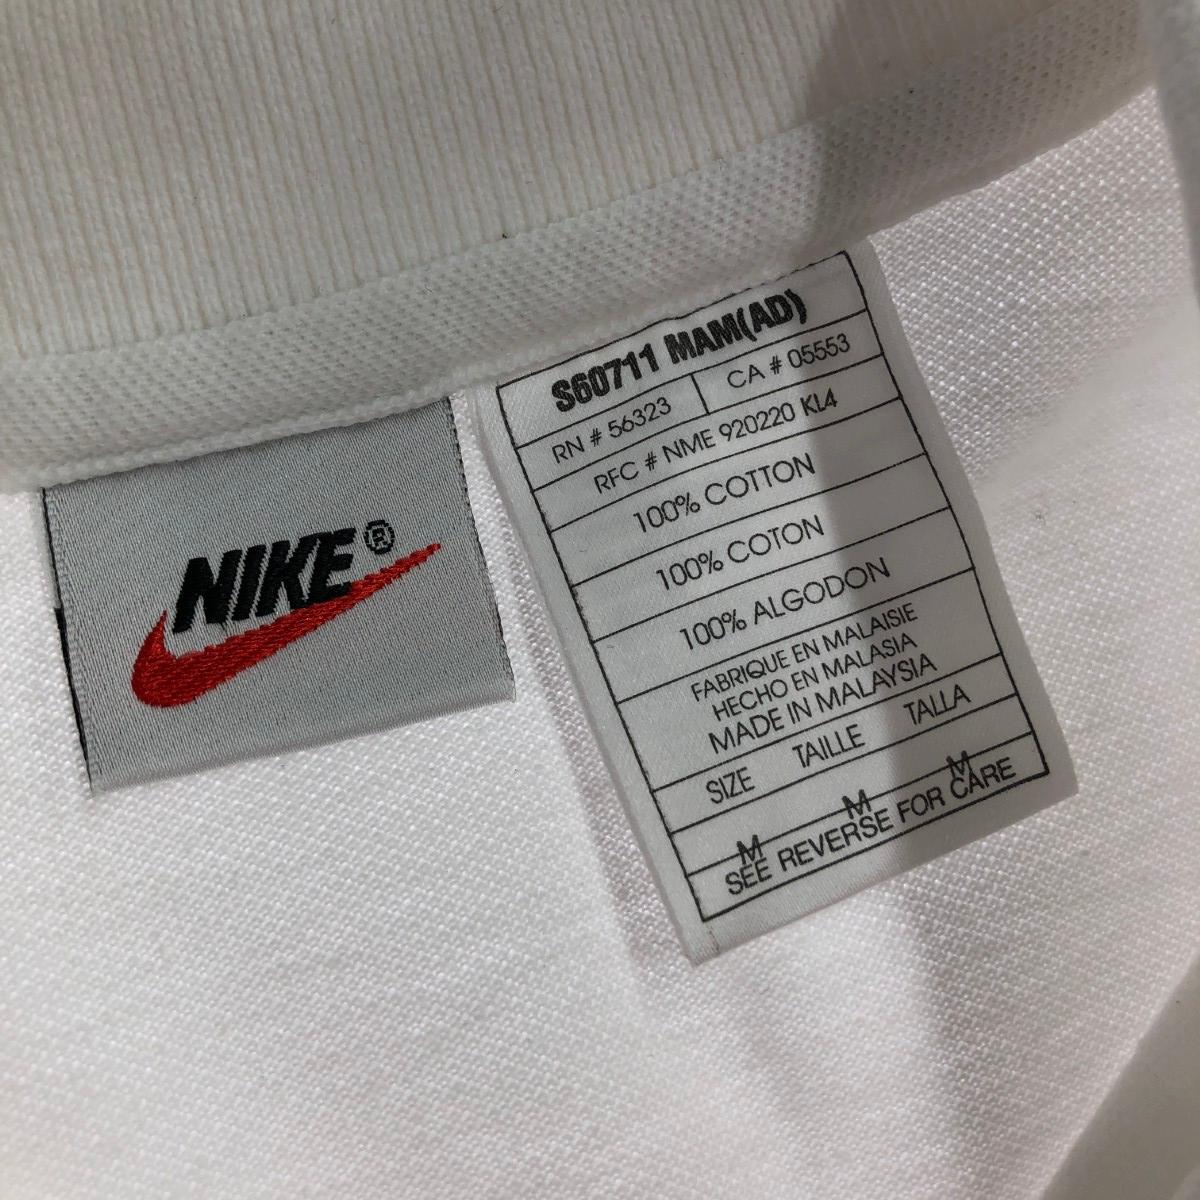 NIKE®
S60711 MAM(AD)
RN # 56323 CA # 05553
RFC # NME 920220 KL4
100% COTTON
100% COTON
100% ALGODON
FABRIQUE EN MALAISIE
HECHO EN MALASIA
MADE IN MALAYSIA
SIZE TAILLE TALLA
M M M
SEE REVERSE FOR CARE